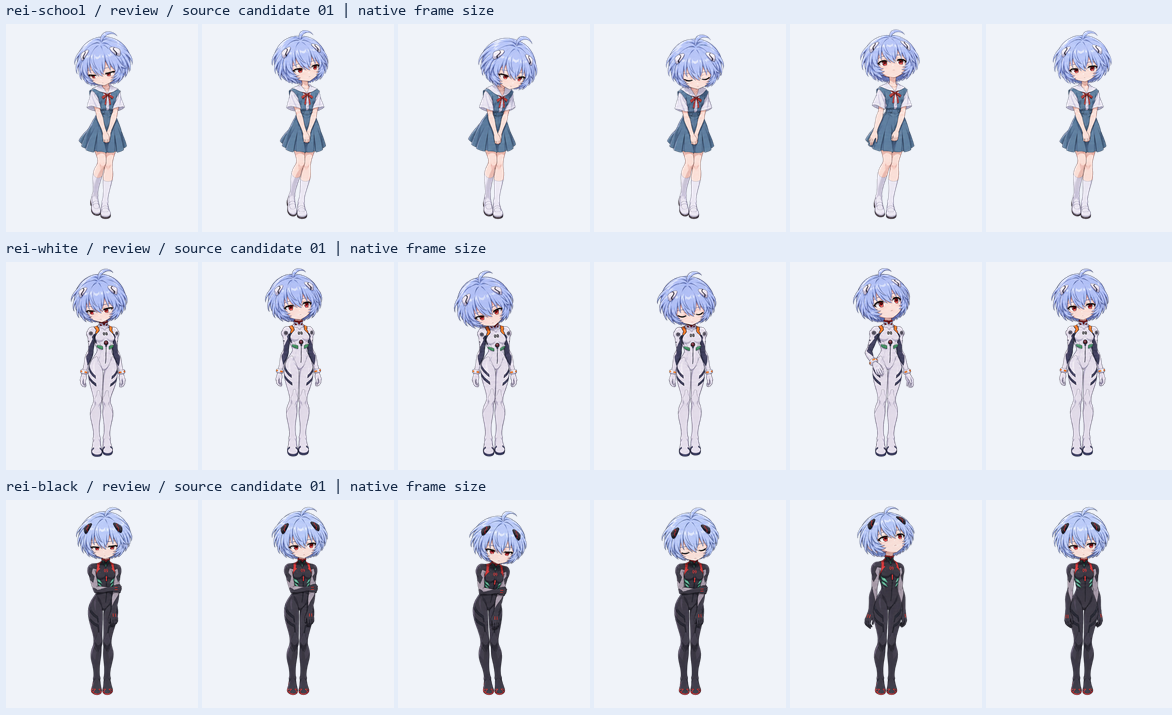 rei-school / review / source candidate 01 | native frame size
rei-white / review / source candidate 01 | native frame size
rei-black / review / source candidate 01 | native frame size